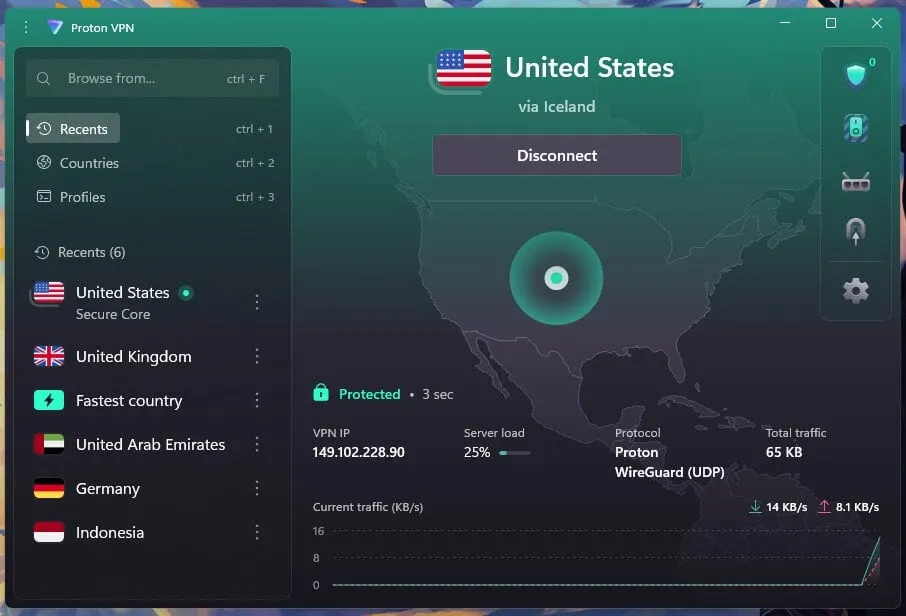 Proton VPN
Browse from... ctrl + F
Recents ctrl + 1
Countries ctrl + 2
Profiles ctrl + 3
Recents (6)
United States
Secure Core
United Kingdom
Fastest country
United Arab Emirates
Germany
Indonesia
United States
via Iceland
Disconnect
0
Protected • 3 sec
VPN IP
149.102.228.90
Server load
25%
Protocol
Proton
WireGuard (UDP)
Total traffic
65 KB
Current traffic (KB/s) 14 KB/s 8.1 KB/s
16
8
0